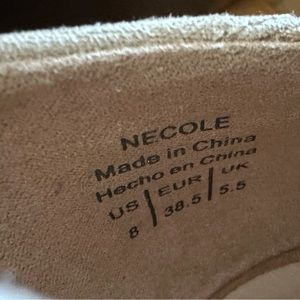 NECOLE
Made in China
Hecho en China
US | EUR | UK
8 | 38.5 | 5.5